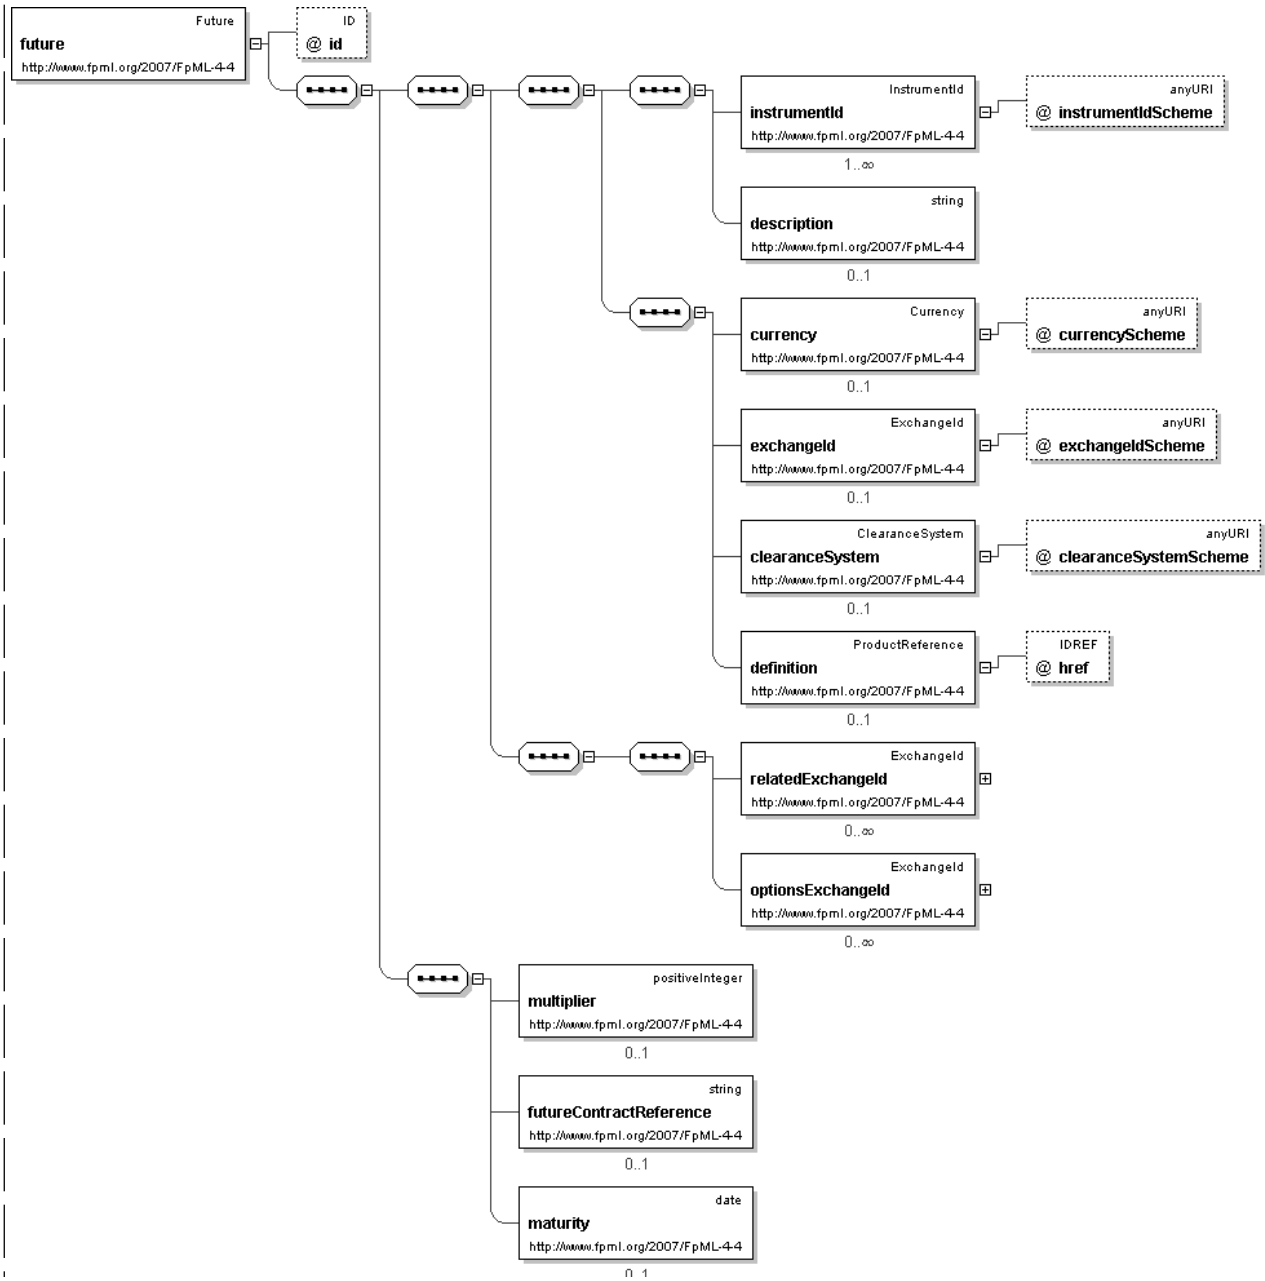 Future
future
http://www.fpml.org/2007/FpML-4-4
ID
@ id
InstrumentId
instrumentId
http://www.fpml.org/2007/FpML-4-4
1..∞
anyURI
@ instrumentIdScheme
string
description
http://www.fpml.org/2007/FpML-4-4
0..1
Currency
currency
http://www.fpml.org/2007/FpML-4-4
0..1
anyURI
@ currencyScheme
ExchangeId
exchangeId
http://www.fpml.org/2007/FpML-4-4
0..1
anyURI
@ exchangeIdScheme
ClearanceSystem
clearanceSystem
http://www.fpml.org/2007/FpML-4-4
0..1
anyURI
@ clearanceSystemScheme
ProductReference
definition
http://www.fpml.org/2007/FpML-4-4
0..1
IDREF
@ href
ExchangeId
relatedExchangeId
http://www.fpml.org/2007/FpML-4-4
0..∞
ExchangeId
optionsExchangeId
http://www.fpml.org/2007/FpML-4-4
0..∞
positiveInteger
multiplier
http://www.fpml.org/2007/FpML-4-4
0..1
string
futureContractReference
http://www.fpml.org/2007/FpML-4-4
0..1
date
maturity
http://www.fpml.org/2007/FpML-4-4
0..1